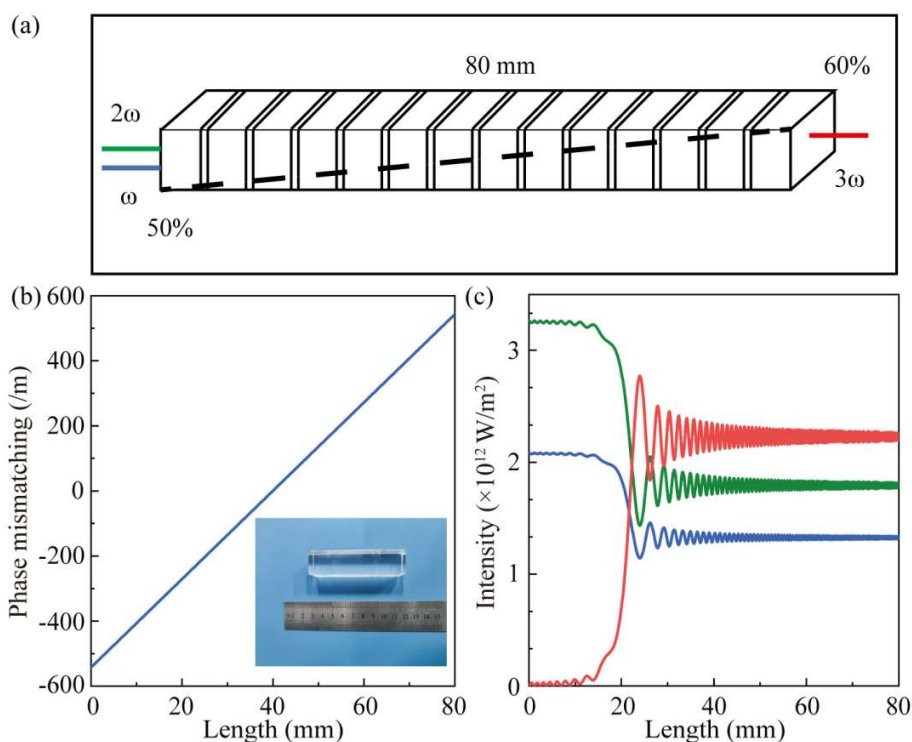 (a)
80 mm
60%
2ω
ω
3ω
50%
(b)
Phase mismatching (/m)
600
400
200
0
-200
-400
-600
0
20
40
60
80
Length (mm)
(c)
Intensity (×10¹² W/m²)
3
2
1
0
0
20
40
60
80
Length (mm)